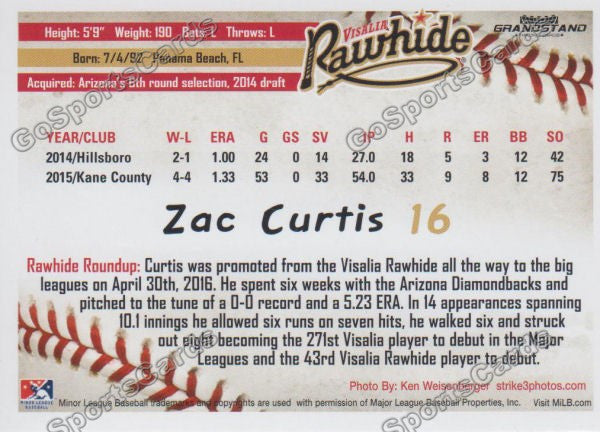 Height: 5'9" Weight: 190 Bats: L Throws: L
Born: 7/4/92 Panama Beach, FL
Acquired: Arizona's 6th round selection, 2014 draft
VISALIA
Rawhide
GRANDSTAND
YEAR/CLUB W-L ERA G GS SV IP H R ER BB SO
2014/Hillsboro 2-1 1.00 24 0 14 27.0 18 5 3 12 42
2015/Kane County 4-4 1.33 53 0 33 54.0 33 9 8 12 75
Zac Curtis 16
Rawhide Roundup: Curtis was promoted from the Visalia Rawhide all the way to the big
leagues on April 30th, 2016. He spent six weeks with the Arizona Diamondbacks and
pitched to the tune of a 0-0 record and a 5.23 ERA. In 14 appearances spanning
10.1 innings he allowed six runs on seven hits, he walked six and struck
out eight becoming the 271st Visalia player to debut in the Major
Leagues and the 43rd Visalia Rawhide player to debut.
Photo By: Ken Weisenberger strike3photos.com
MINOR LEAGUE
BASEBALL
Minor League Baseball trademarks and copyrights are used with permission of Major League Baseball Properties, Inc. Visit MiLB.com
GoSportsCards
GoSportsCards
GoSportsCards
GoSportsCards
GoSportsCards